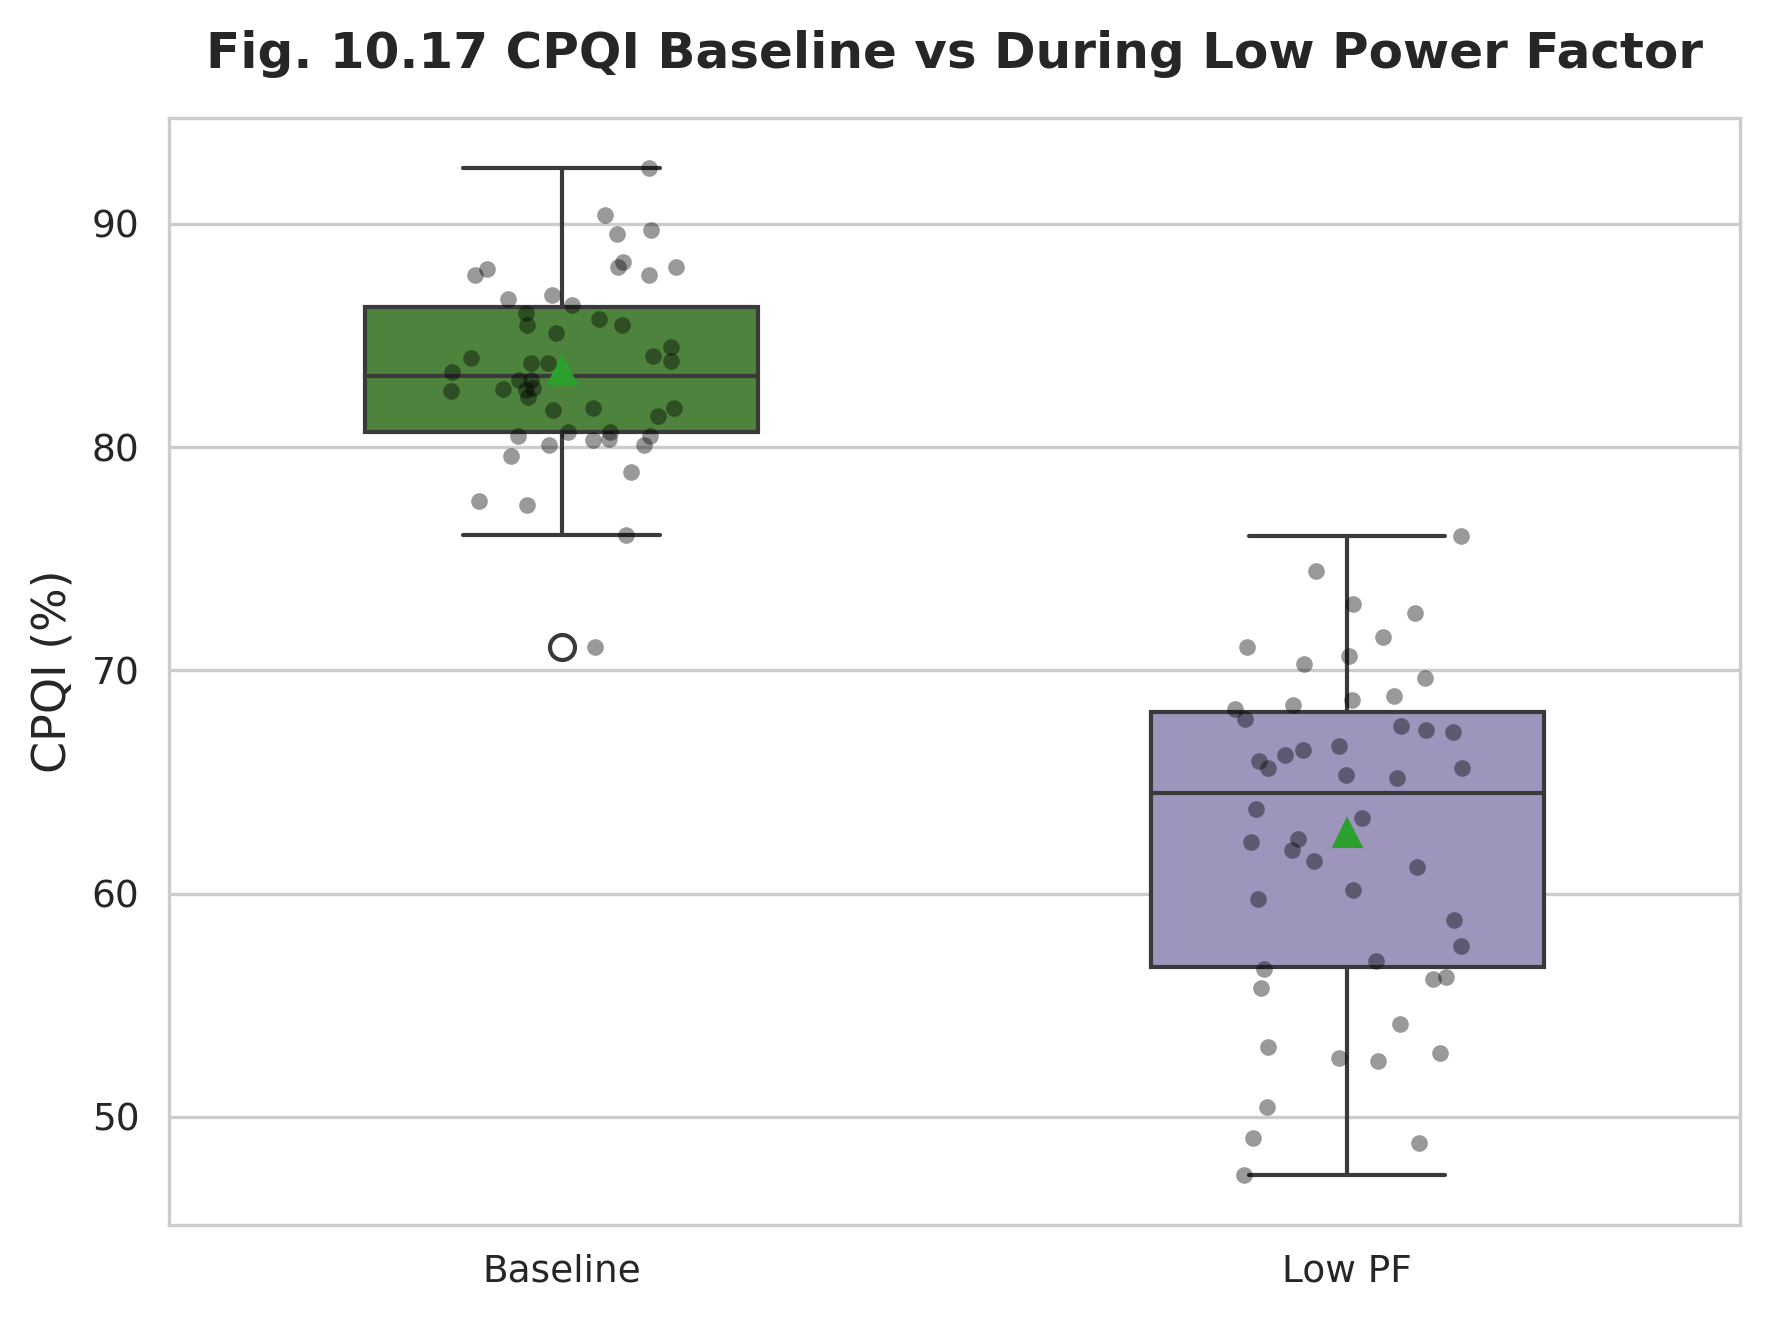 Fig. 10.17 CPQI Baseline vs During Low Power Factor
CPQI (%)
90
80
70
60
50
Baseline
Low PF